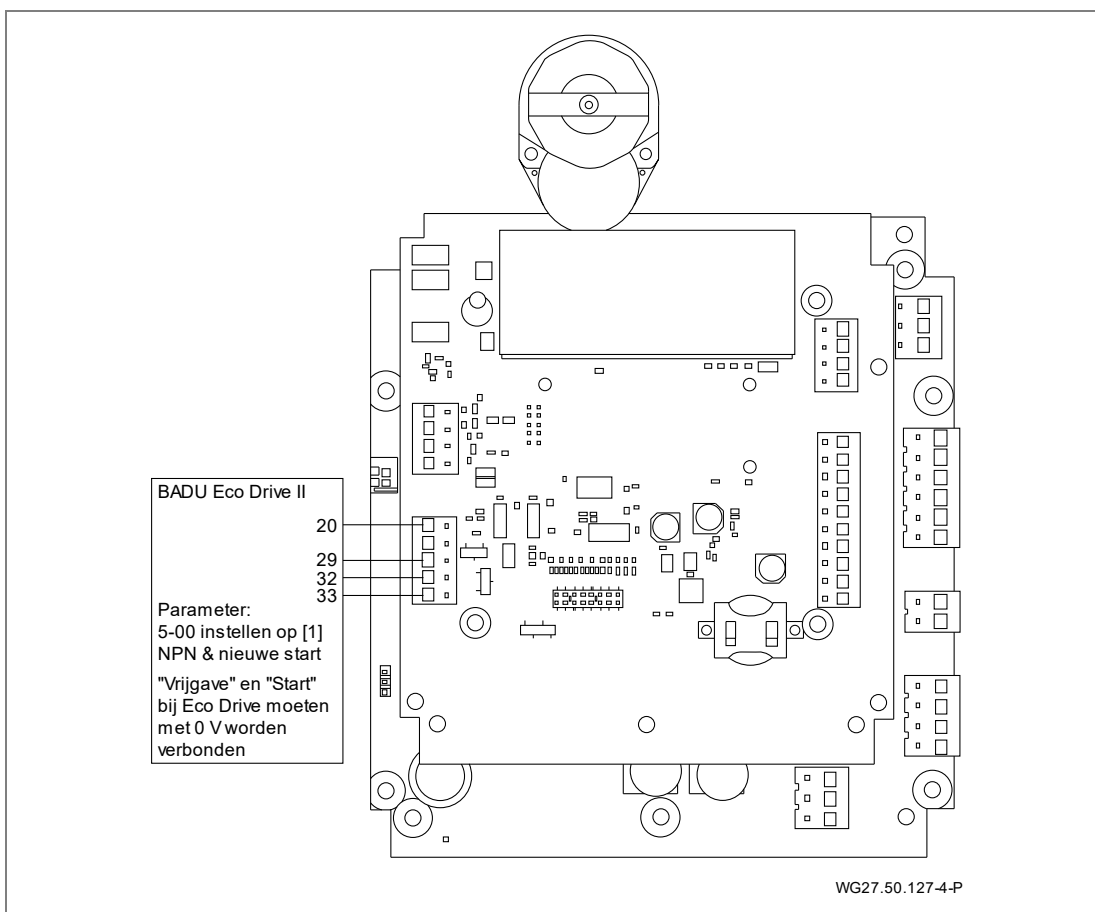 BADU Eco Drive II
20
29
32
33
Parameter:
5-00 instellen op [1]
NPN & nieuwe start
"Vrijgave" en "Start"
bij Eco Drive moeten
met 0 V worden
verbonden
WG27.50.127-4-P